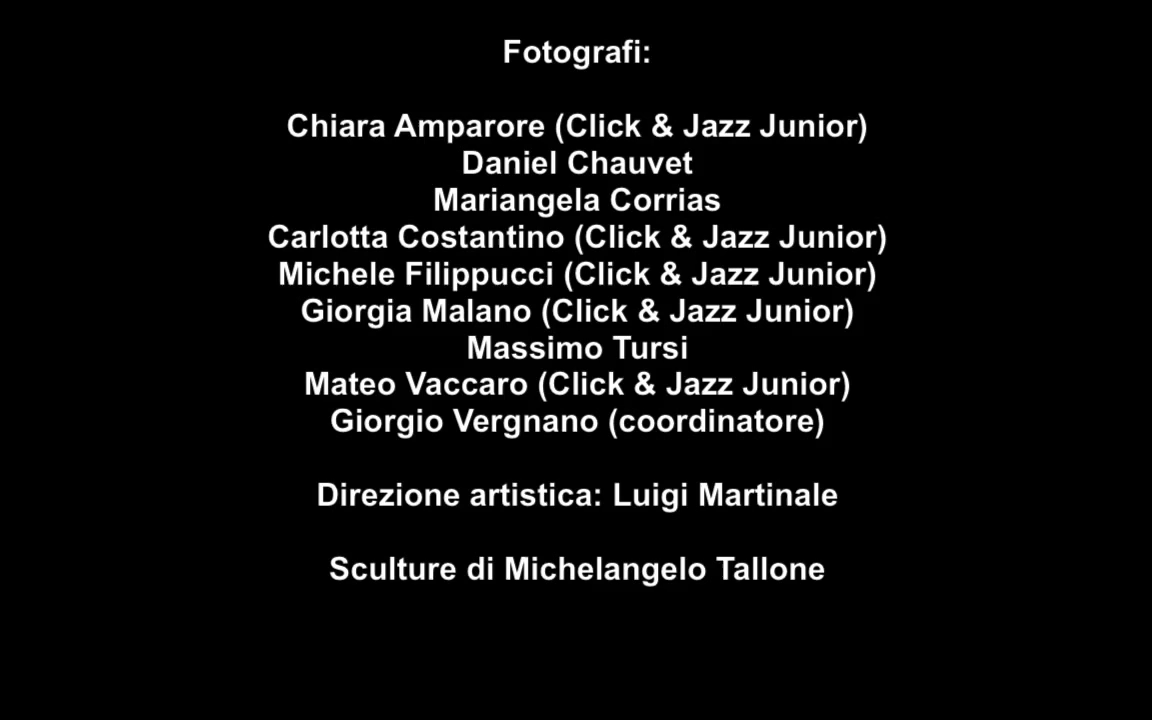 Fotografi:
Chiara Amparore (Click & Jazz Junior)
Daniel Chauvet
Mariangela Corrias
Carlotta Costantino (Click & Jazz Junior)
Michele Filippucci (Click & Jazz Junior)
Giorgia Malano (Click & Jazz Junior)
Massimo Tursi
Mateo Vaccaro (Click & Jazz Junior)
Giorgio Vergnano (coordinatore)
Direzione artistica: Luigi Martinale
Sculture di Michelangelo Tallone